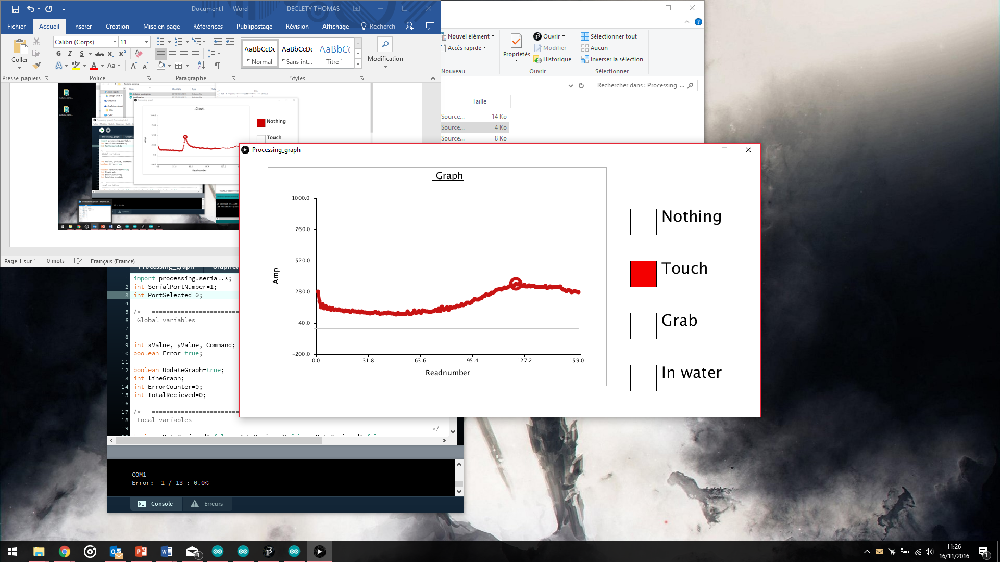 Document1 - Word
DECLETY THOMAS
Fichier Accueil Insérer Création Mise en page Références Publipostage Révision Affichage Recherch
Calibri (Corps) 11
Coller
G I S abc x₂ x²
Aa
AaBbCcDc AaBbCcDc AaBbCc
¶ Normal ¶ Sans int... Titre 1
Modification
Presse-papiers Police Paragraphe Styles
Nouvel élément
Accès rapide
Nouveau
Propriétés
Ouvrir
Modifier
Historique
Ouvrir
Sélectionner tout
Aucun
Inverser la sélection
Sélectionner
Rechercher dans : Processing_...
Taille
Source... 14 Ko
Source... 4 Ko
Source... 8 Ko
Processing_graph
Graph
Nothing
Touch
Amp
Readnumber
Page 1 sur 1 0 mots Français (France)
Processing_graph
Graph
1000.0
760.0
520.0
280.0
40.0
-200.0
Amp
0.0 31.8 63.6 95.4 127.2 159.0
Readnumber
Nothing
Touch
Grab
In water
1 import processing.serial.*;
2 int SerialPortNumber=1;
3 int PortSelected=0;
4
5 /* ========================
6 Global variables
7 ============================
8
9 int xValue, yValue, Command;
10 boolean Error=true;
11
12 boolean UpdateGraph=true;
13 int lineGraph;
14 int ErrorCounter=0;
15 int TotalRecieved=0;
16
17 /* ========================
18 Local variables
19 =================================================================================*/
COM1
Error: 1 / 13 : 0.0%
Console Erreurs
11:26
16/11/2016